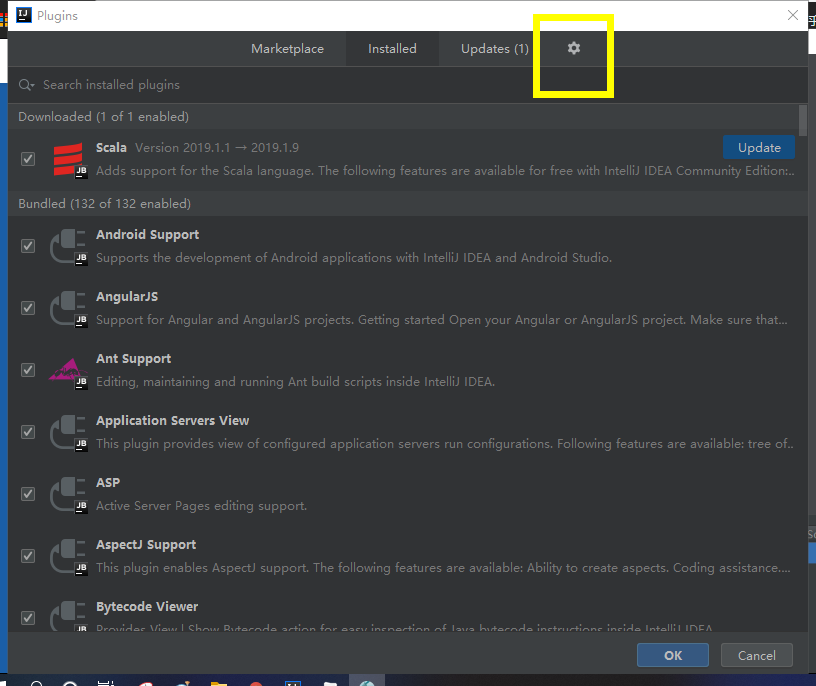 Plugins
Marketplace Installed Updates (1)
Search installed plugins
Downloaded (1 of 1 enabled)
Scala Version 2019.1.1 → 2019.1.9
Update
Adds support for the Scala language. The following features are available for free with IntelliJ IDEA Community Edition:..
Bundled (132 of 132 enabled)
Android Support
Supports the development of Android applications with IntelliJ IDEA and Android Studio.
AngularJS
Support for Angular and AngularJS projects. Getting started Open your Angular or AngularJS project. Make sure that...
Ant Support
Editing, maintaining and running Ant build scripts inside IntelliJ IDEA.
Application Servers View
This plugin provides view of configured application servers run configurations. Following features are available: tree of..
ASP
Active Server Pages editing support.
AspectJ Support
This plugin enables AspectJ support. The following features are available: Ability to create aspects. Coding assistance....
Bytecode Viewer
Provides View | Show Bytecode action for easy inspection of Java bytecode instructions inside IntelliJ IDEA
OK Cancel